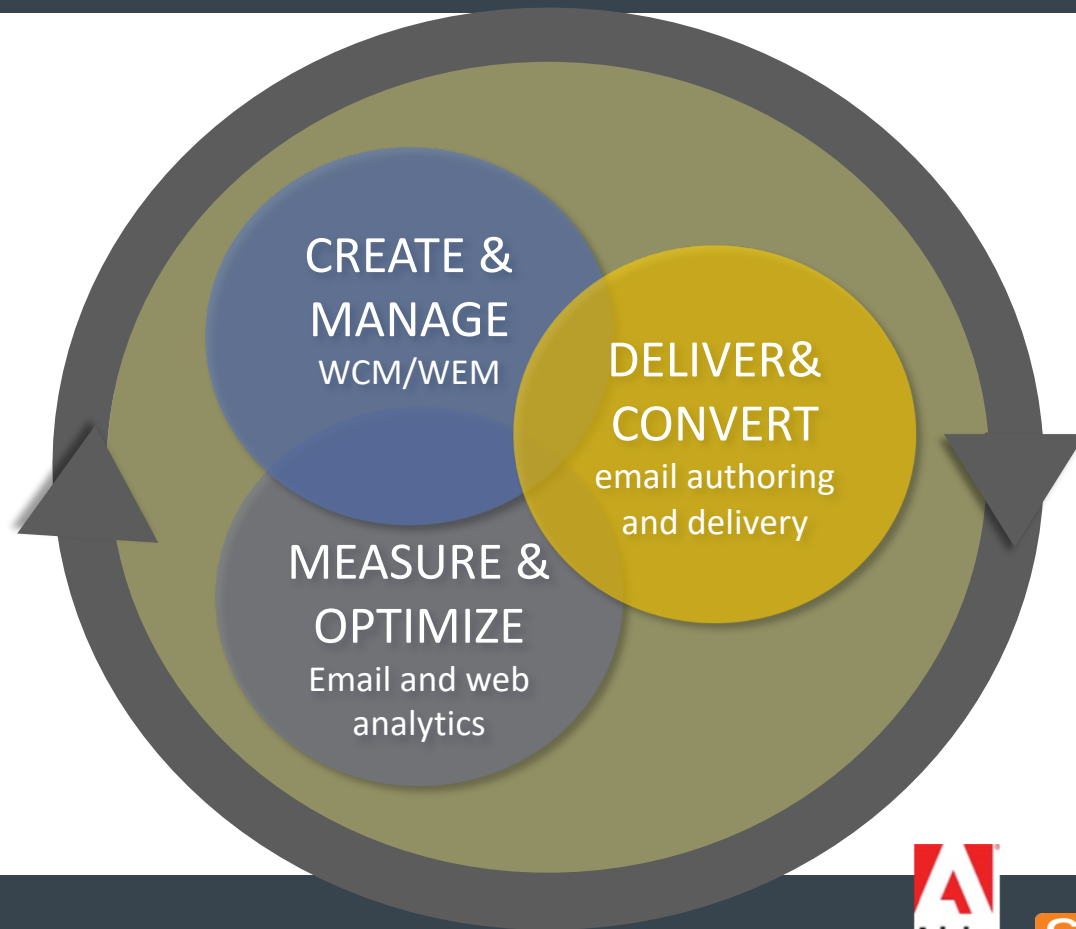 CREATE &
MANAGE
WCM/WEM
DELIVER&
CONVERT
email authoring
and delivery
MEASURE &
OPTIMIZE
Email and web
analytics